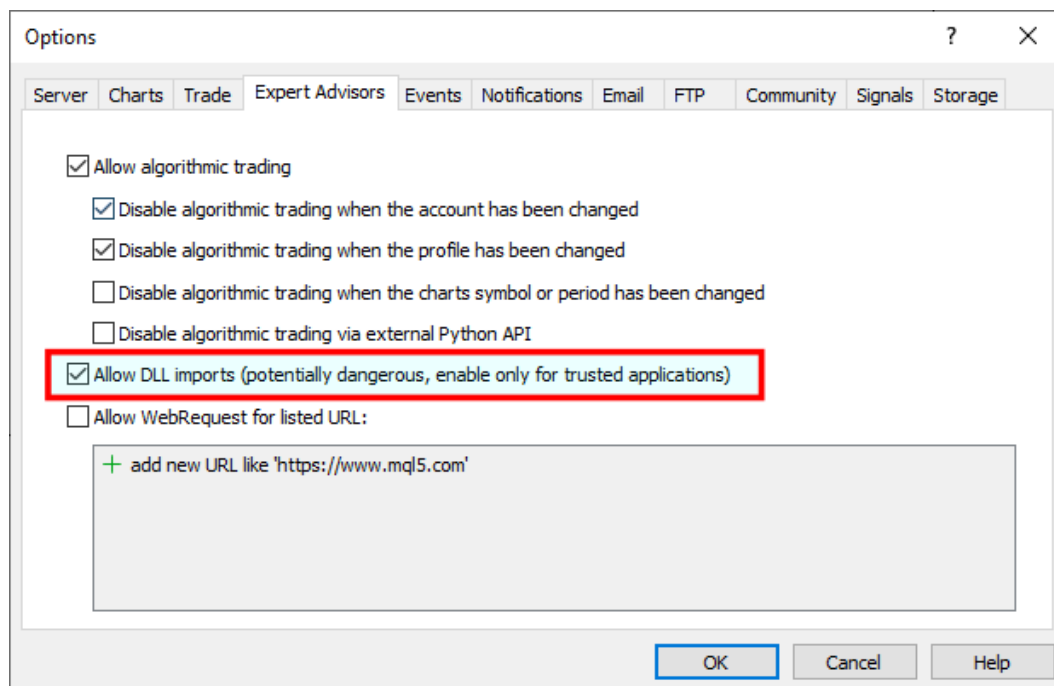 Options ?
Server Charts Trade Expert Advisors Events Notifications Email FTP Community Signals Storage
Allow algorithmic trading
Disable algorithmic trading when the account has been changed
Disable algorithmic trading when the profile has been changed
Disable algorithmic trading when the charts symbol or period has been changed
Disable algorithmic trading via external Python API
Allow DLL imports (potentially dangerous, enable only for trusted applications)
Allow WebRequest for listed URL:
add new URL like 'https://www.mql5.com'
OK Cancel Help